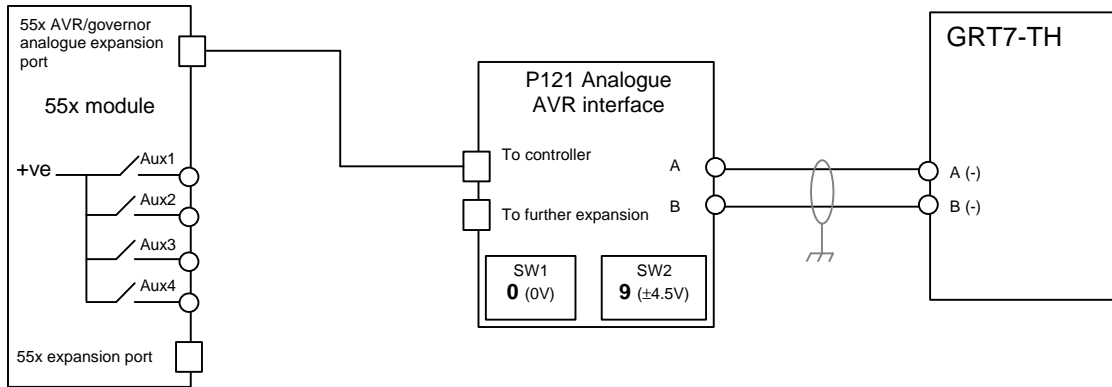 55x AVR/governor
analogue expansion
port
55x module
+ve
Aux1
Aux2
Aux3
Aux4
55x expansion port
P121 Analogue
AVR interface
To controller
A
To further expansion
B
SW1
0 (0V)
SW2
9 (±4.5V)
GRT7-TH
A (-)
B (-)